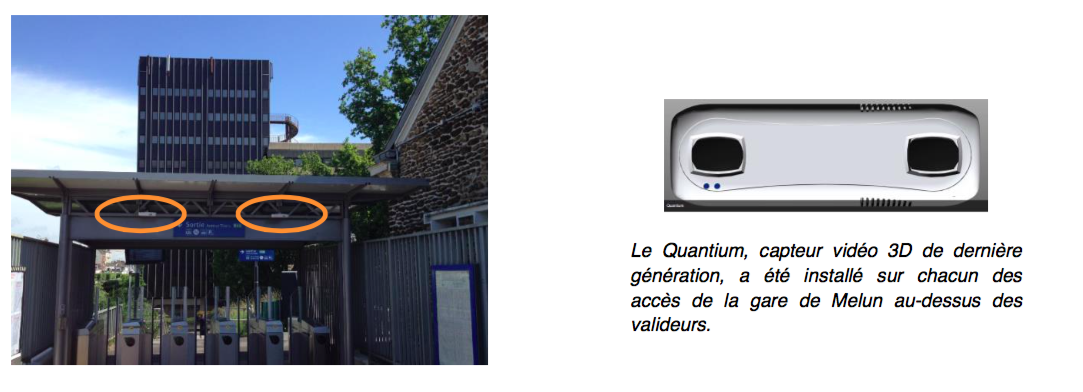 Sortie
Quantium
Le Quantium, capteur vidéo 3D de dernière
génération, a été installé sur chacun des
accès de la gare de Melun au-dessus des
valideurs.